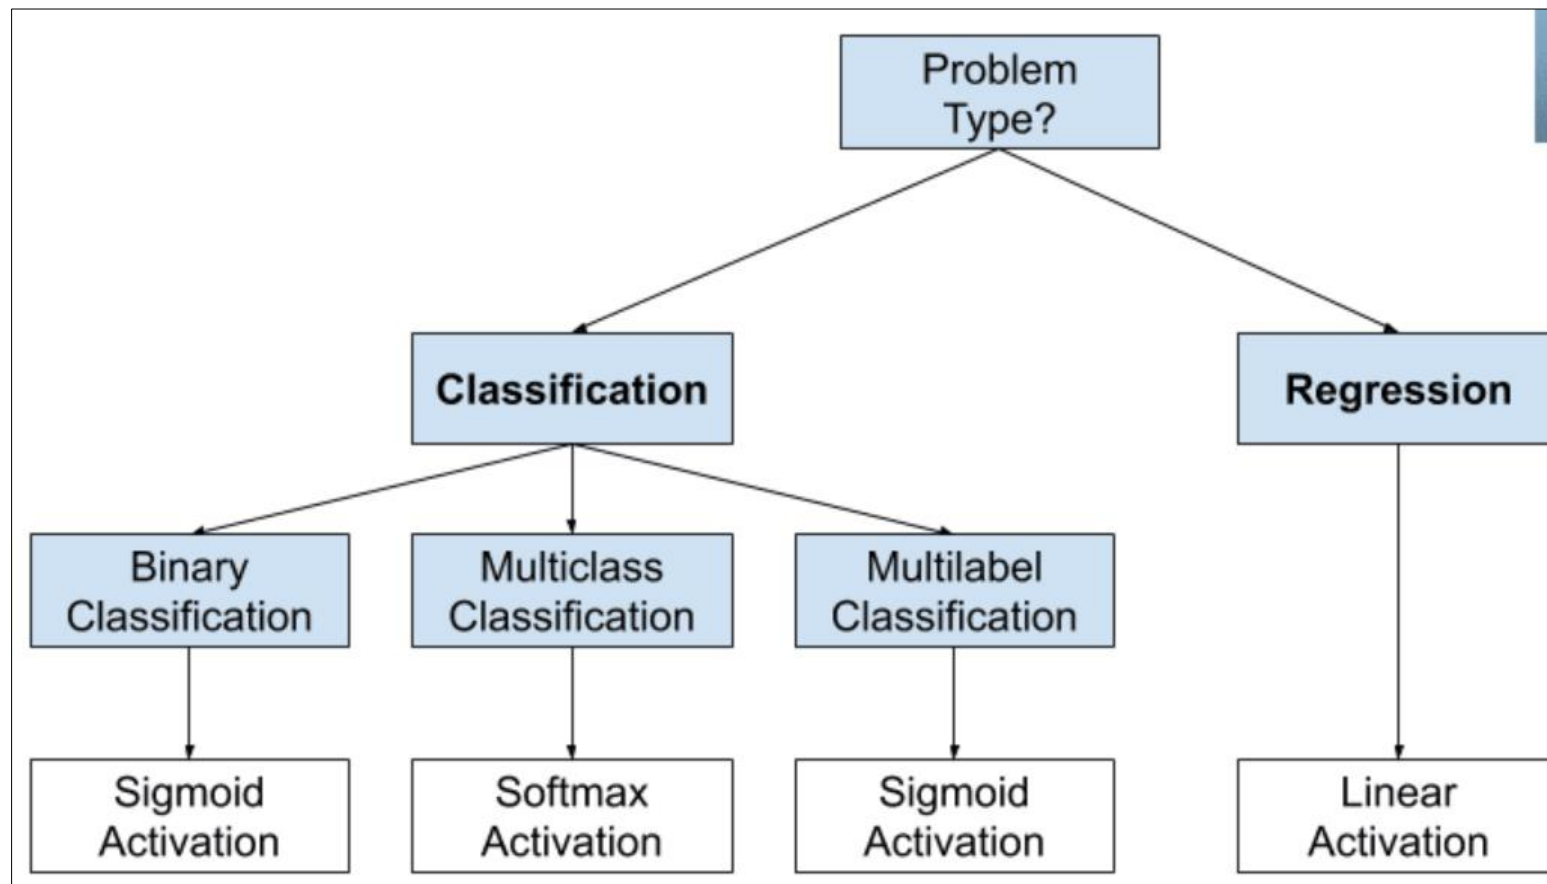 Problem
Type?
Classification
Regression
Binary
Classification
Multiclass
Classification
Multilabel
Classification
Sigmoid
Activation
Softmax
Activation
Sigmoid
Activation
Linear
Activation